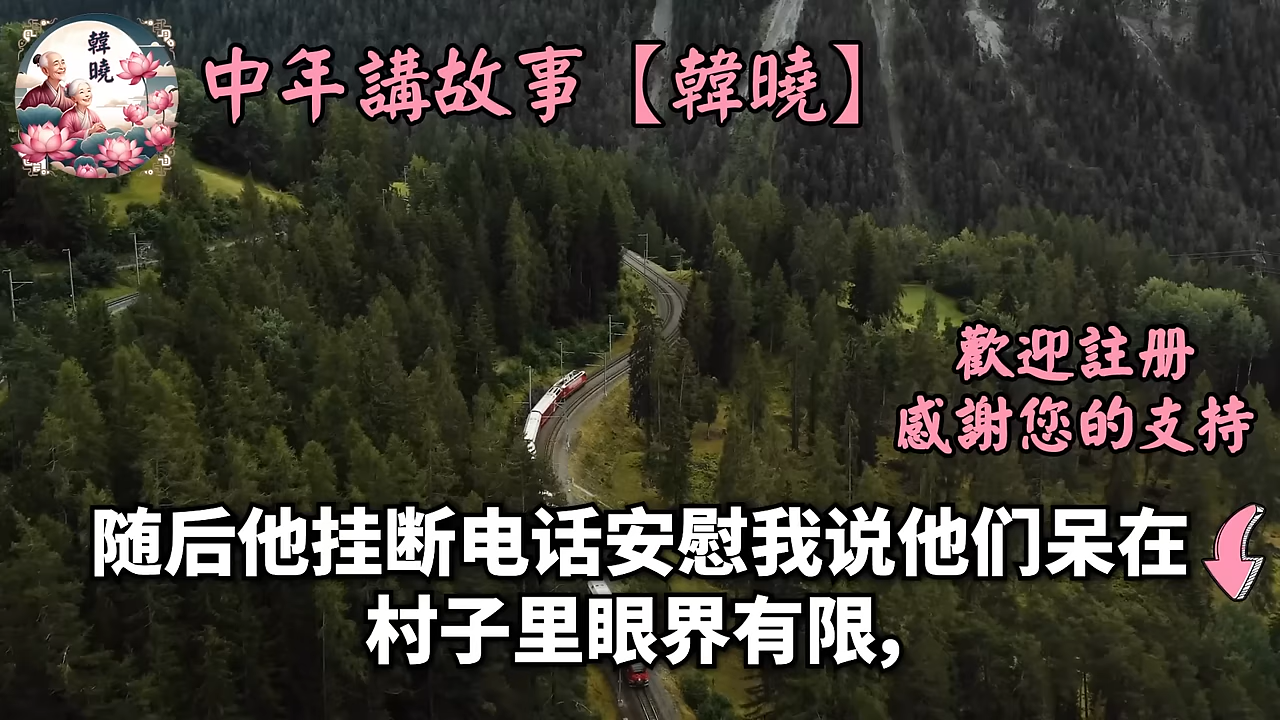 韓
曉
中年講故事【韓曉】
歡迎註册
感謝您的支持
随后他挂断电话安慰我说他们呆在
村子里眼界有限,